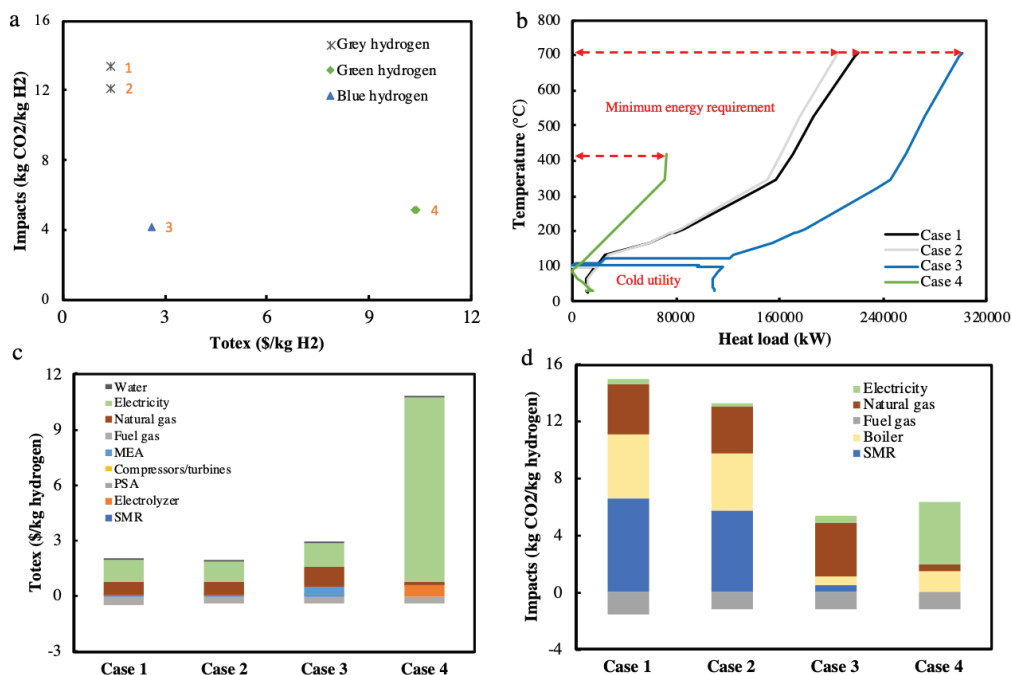 a
16
12
8
4
0
0
3
6
9
12
Impacts (kg CO2/kg H2)
Totex ($/kg H2)
Grey hydrogen
Green hydrogen
Blue hydrogen
1
2
3
4
b
800
700
600
500
400
300
200
100
0
0
80000
160000
240000
320000
Temperature (°C)
Heat load (kW)
Minimum energy requirement
Cold utility
Case 1
Case 2
Case 3
Case 4
c
12
9
6
3
0
-3
Totex ($/kg hydrogen)
Water
Electricity
Natural gas
Fuel gas
MEA
Compressors/turbines
PSA
Electrolyzer
SMR
Case 1
Case 2
Case 3
Case 4
d
16
12
8
4
0
-4
Impacts (kg CO2/kg hydrogen)
Electricity
Natural gas
Fuel gas
Boiler
SMR
Case 1
Case 2
Case 3
Case 4